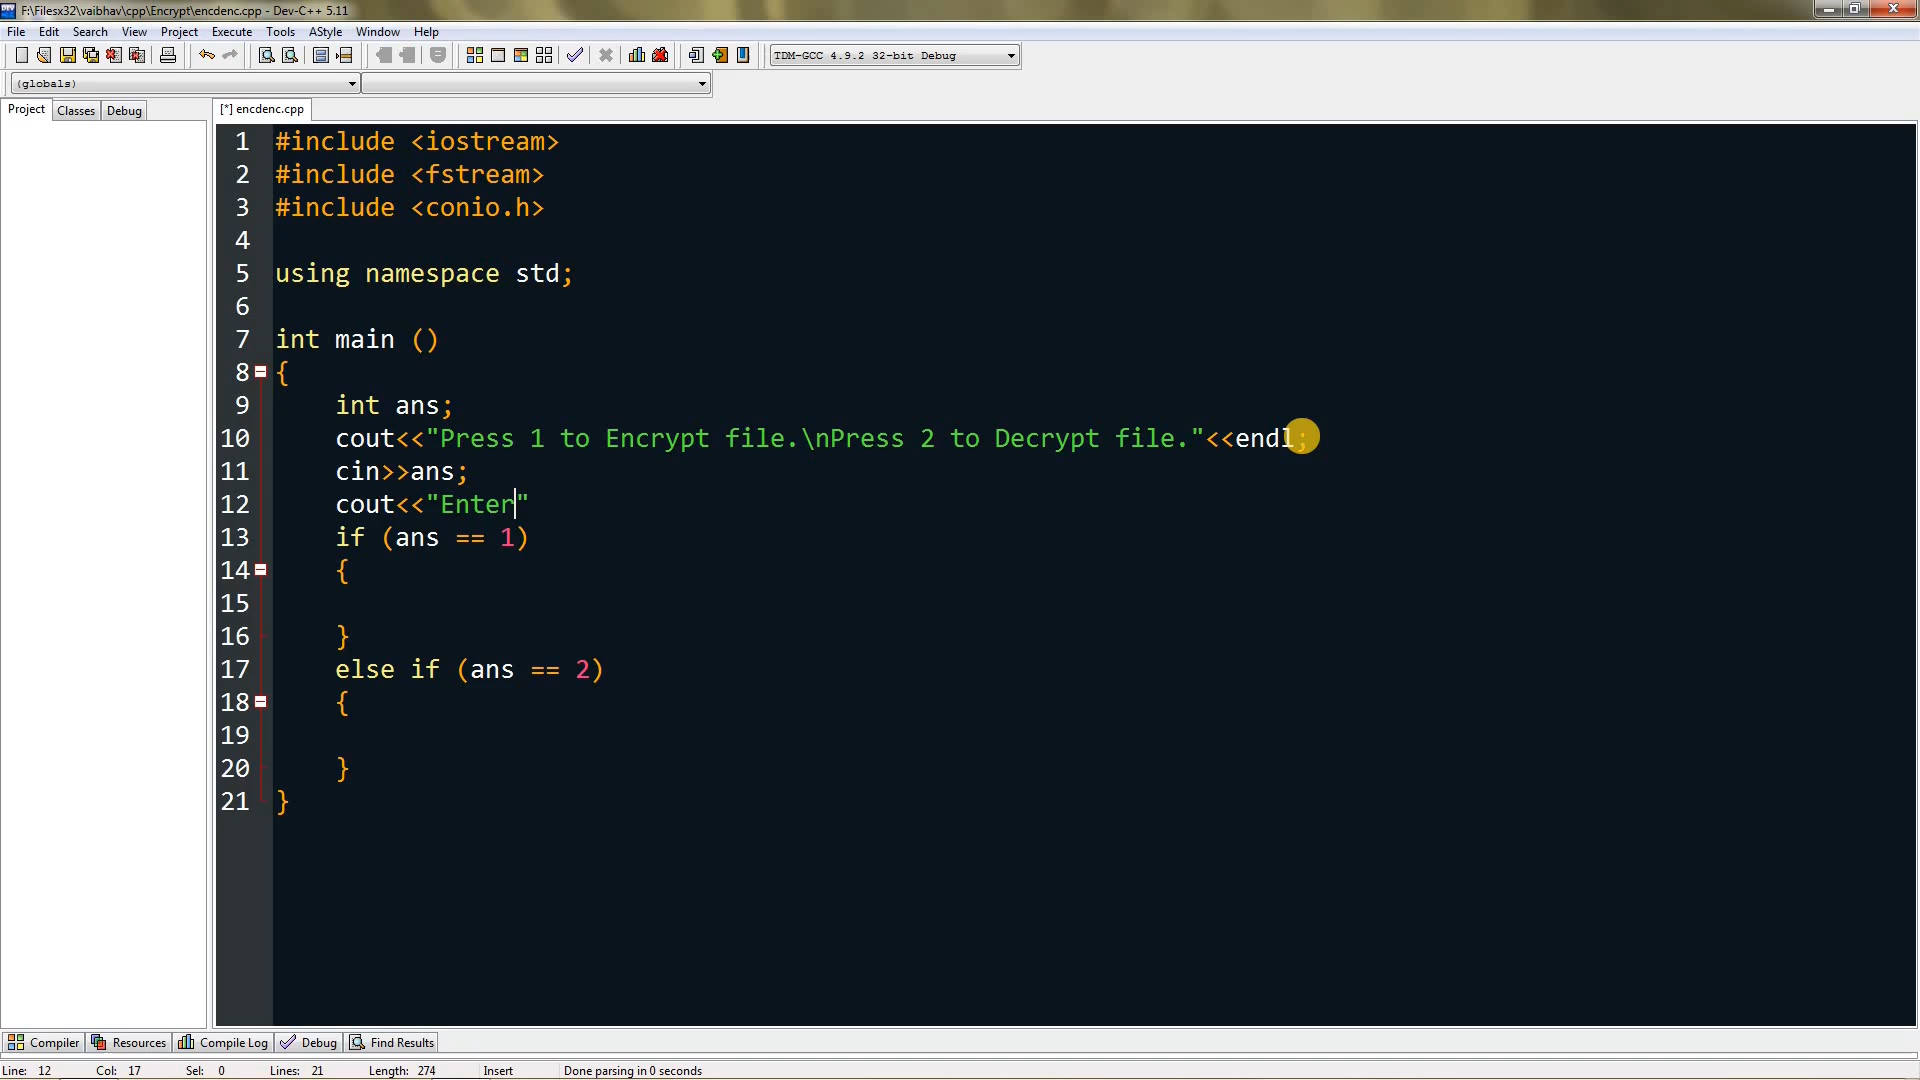 F:\Filesx32\vaibhav\cpp\Encrypt\encdenc.cpp - Dev-C++ 5.11
File Edit Search View Project Execute Tools AStyle Window Help
TDM-GCC 4.9.2 32-bit Debug
(globals)
Project Classes Debug [*] encdenc.cpp
1 #include <iostream>
2 #include <fstream>
3 #include <conio.h>
4
5 using namespace std;
6
7 int main ()
8 {
9 int ans;
10 cout<<"Press 1 to Encrypt file.\nPress 2 to Decrypt file."<<endl;
11 cin>>ans;
12 cout<<"Enter"
13 if (ans == 1)
14 {
15
16 }
17 else if (ans == 2)
18 {
19
20 }
21 }
Compiler Resources Compile Log Debug Find Results
Line: 12 Col: 17 Sel: 0 Lines: 21 Length: 274 Insert Done parsing in 0 seconds